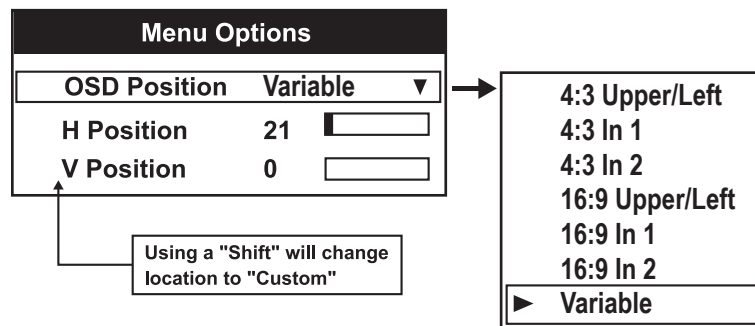 Menu Options
OSD Position Variable ▼
H Position 21
V Position 0
Using a "Shift" will change
location to "Custom"
4:3 Upper/Left
4:3 In 1
4:3 In 2
16:9 Upper/Left
16:9 In 1
16:9 In 2
► Variable